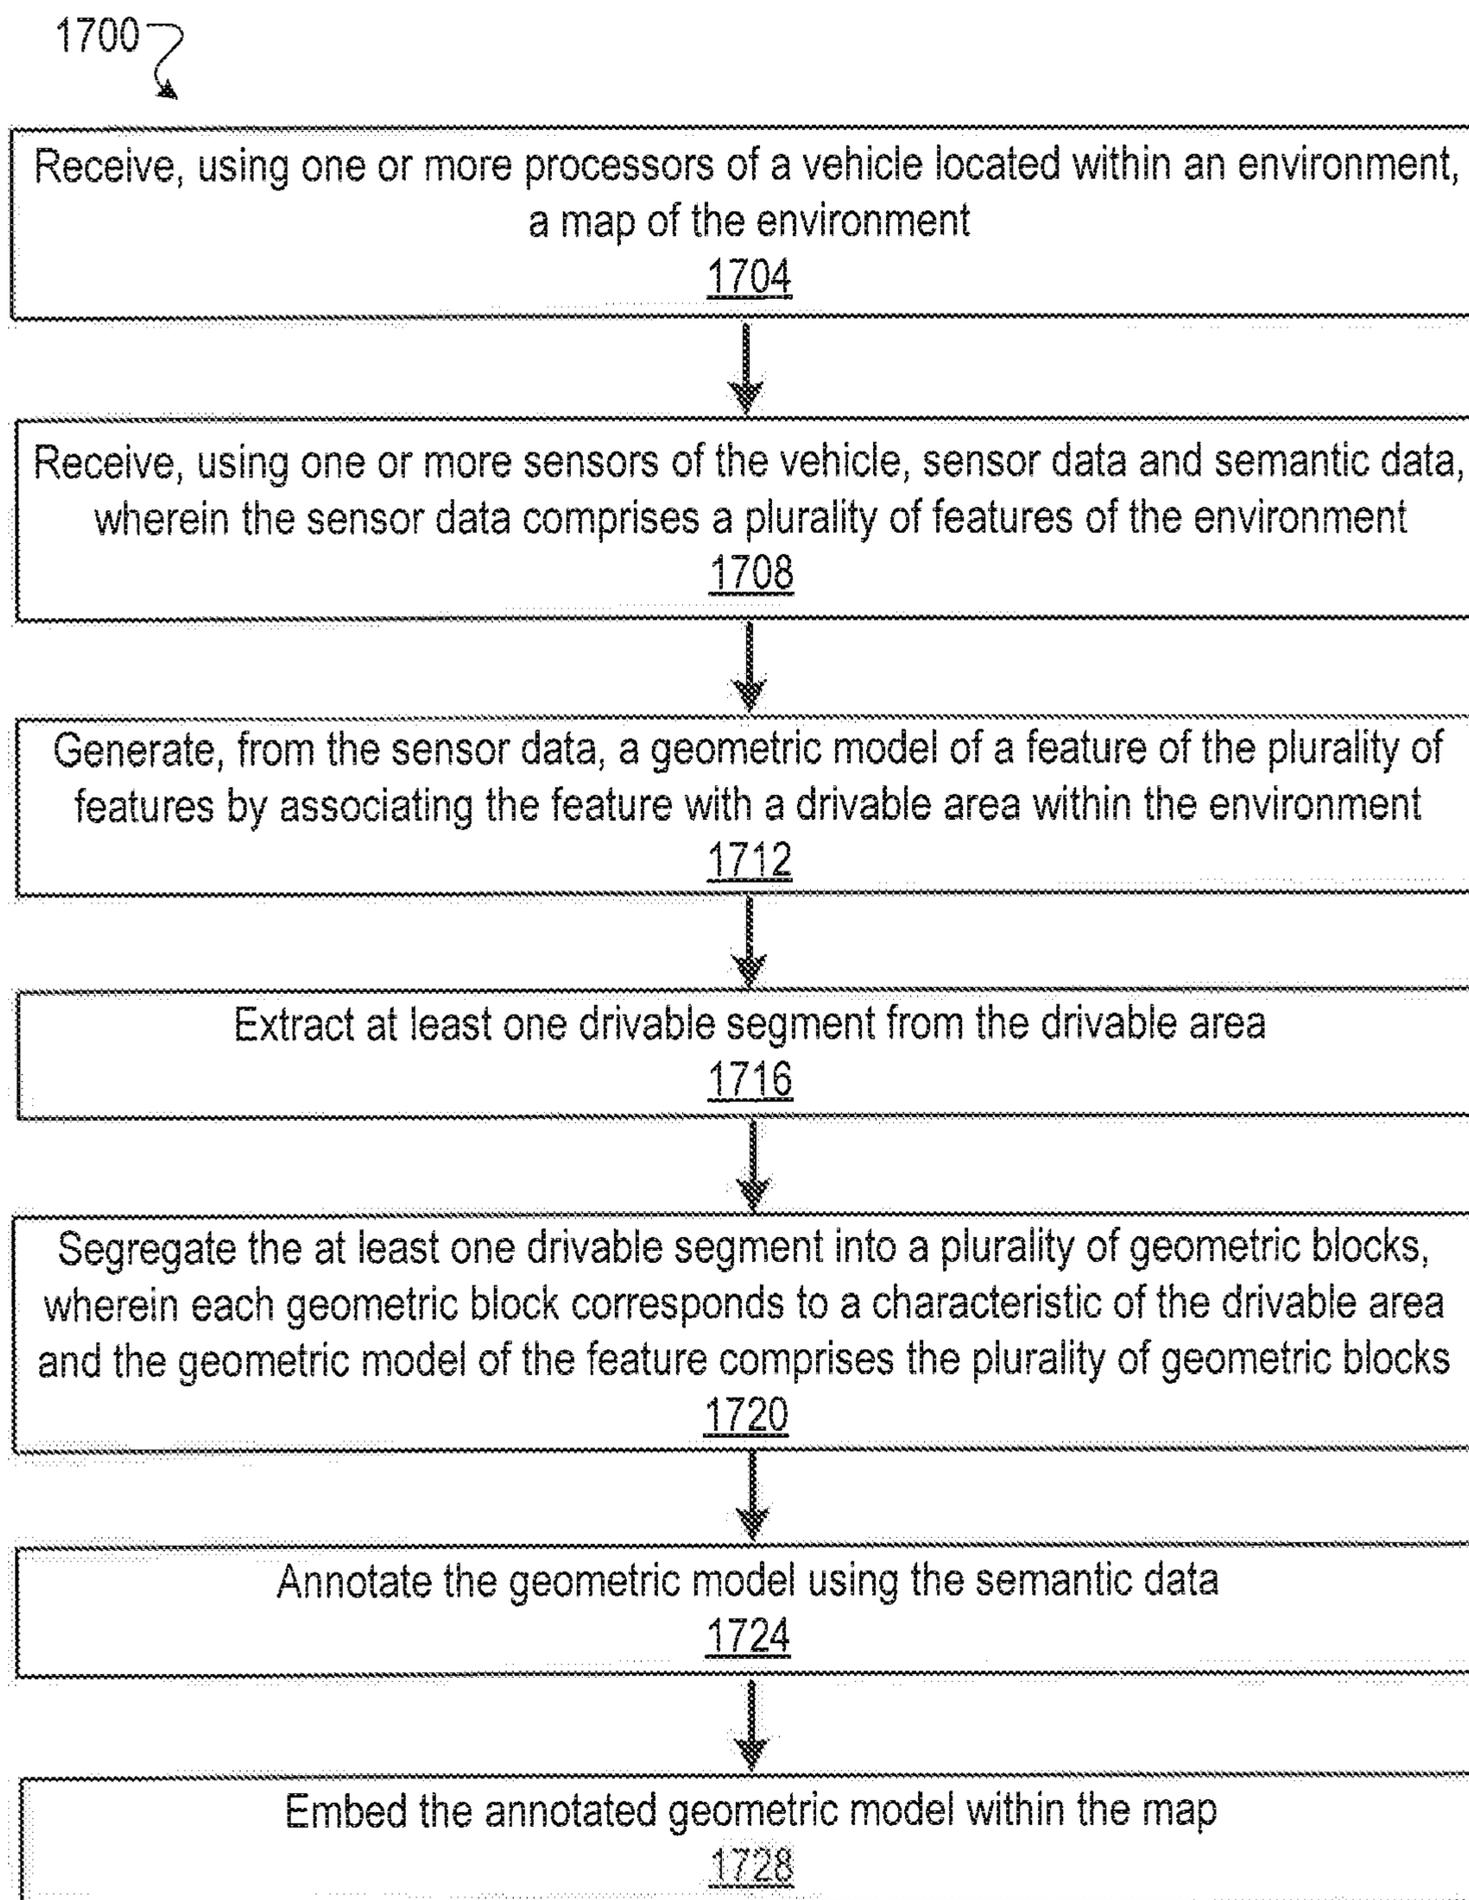 1700
Receive, using one or more processors of a vehicle located within an environment,
a map of the environment
1704
Receive, using one or more sensors of the vehicle, sensor data and semantic data,
wherein the sensor data comprises a plurality of features of the environment
1708
Generate, from the sensor data, a geometric model of a feature of the plurality of
features by associating the feature with a drivable area within the environment
1712
Extract at least one drivable segment from the drivable area
1716
Segregate the at least one drivable segment into a plurality of geometric blocks,
wherein each geometric block corresponds to a characteristic of the drivable area
and the geometric model of the feature comprises the plurality of geometric blocks
1720
Annotate the geometric model using the semantic data
1724
Embed the annotated geometric model within the map
1728